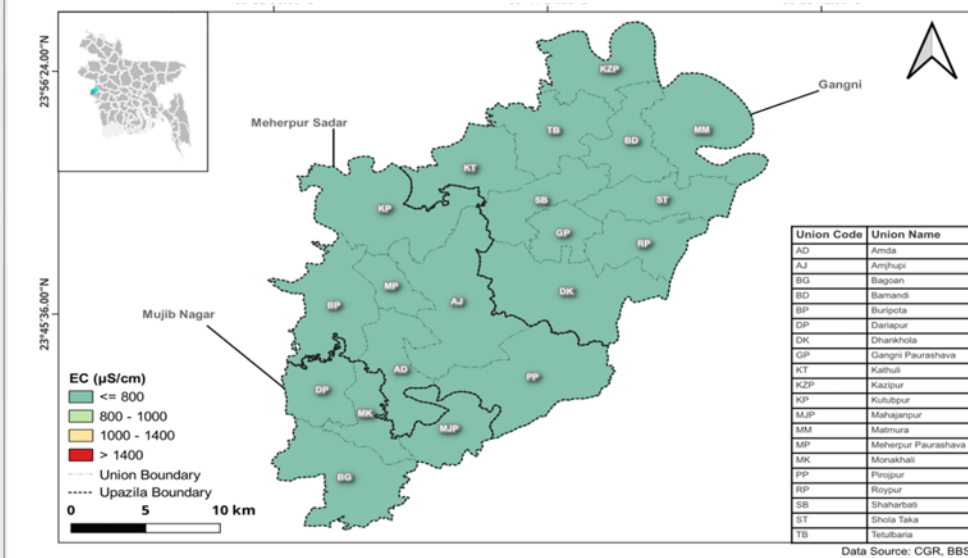 23°56'24.00"N
23°45'36.00"N
Meherpur Sadar
Gangni
Mujib Nagar
KZP
TB
BD
MM
KT
KP
SB
ST
GP
RP
MP
BP
AJ
DK
AD
PP
DP
MK
MJP
BG
EC (µS/cm)
<= 800
800 - 1000
1000 - 1400
> 1400
Union Boundary
Upazila Boundary
0 5 10 km
Union Code Union Name
AD Amda
AJ Amjhupi
BG Bagoan
BD Bamandi
BP Buripota
DP Dariapur
DK Dhankhola
GP Gangni Paurashava
KT Kathuli
KZP Kazipur
KP Kutubpur
MJP Mahajanpur
MM Matmura
MP Meherpur Paurashava
MK Monakhali
PP Pirojpur
RP Roypur
SB Shaharbati
ST Shola Taka
TB Tetulbaria
Data Source: CGR, BBS